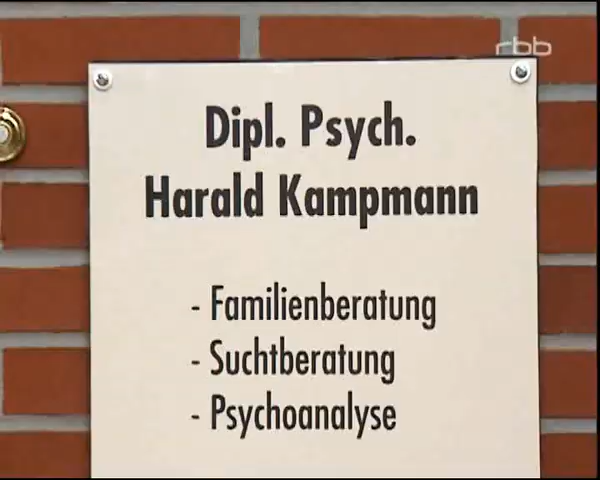 rbb
Dipl. Psych.
Harald Kampmann
- Familienberatung
- Suchtberatung
- Psychoanalyse